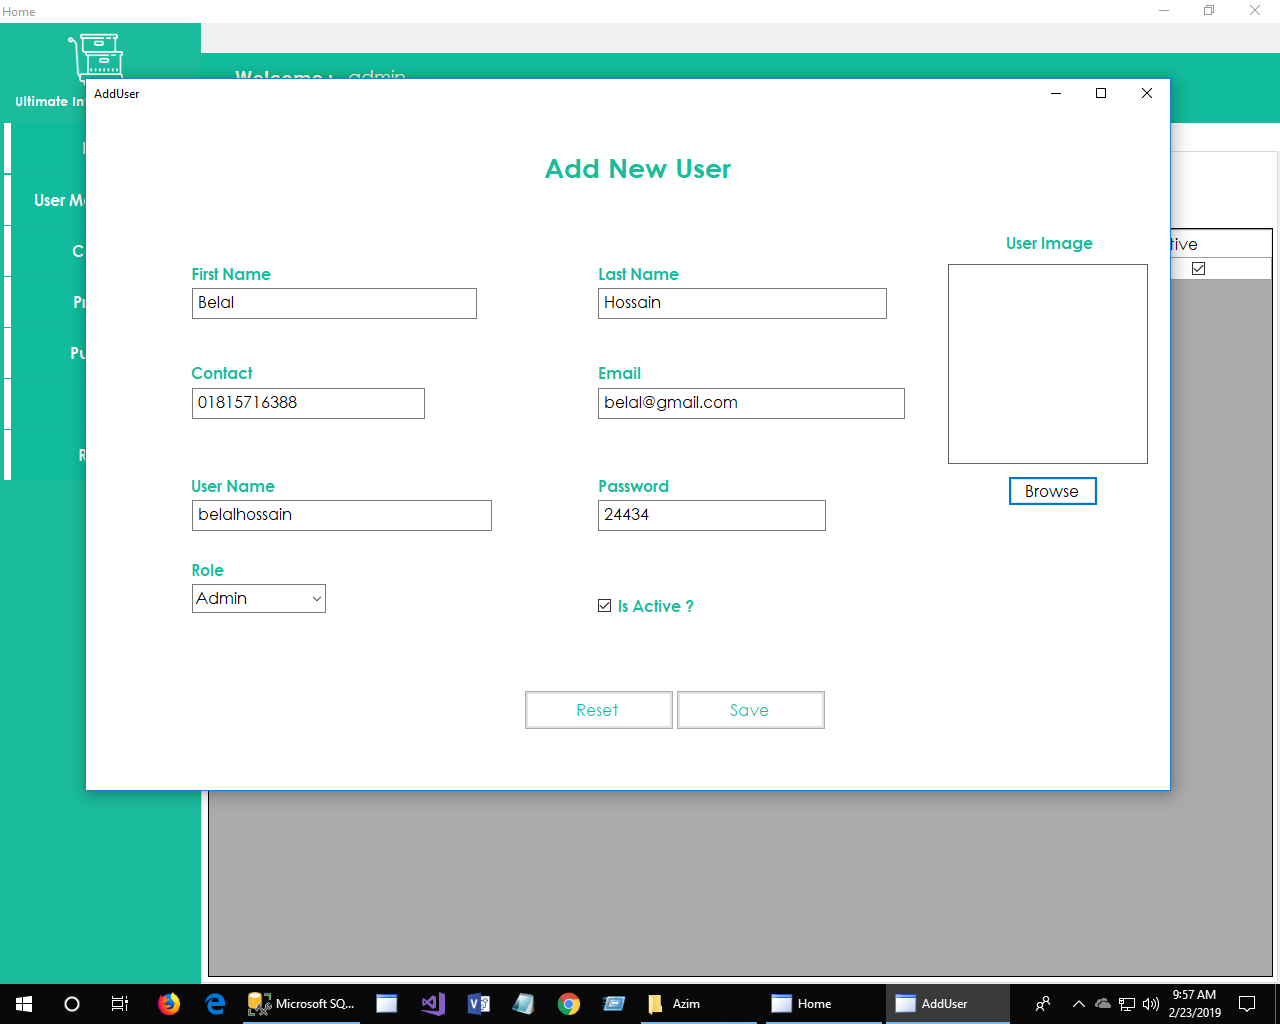 Home
Welcome : admin
Ultimate In
AddUser
Add New User
User Image
First Name
Last Name
Belal
Hossain
Contact
Email
01815716388
belal@gmail.com
User Name
Password
belalhossain
24434
Browse
Role
Admin
Is Active ?
Reset
Save
User M
C
P
Pu
R
tive
Microsoft SQ...
Azim
Home
AddUser
9:57 AM
2/23/2019